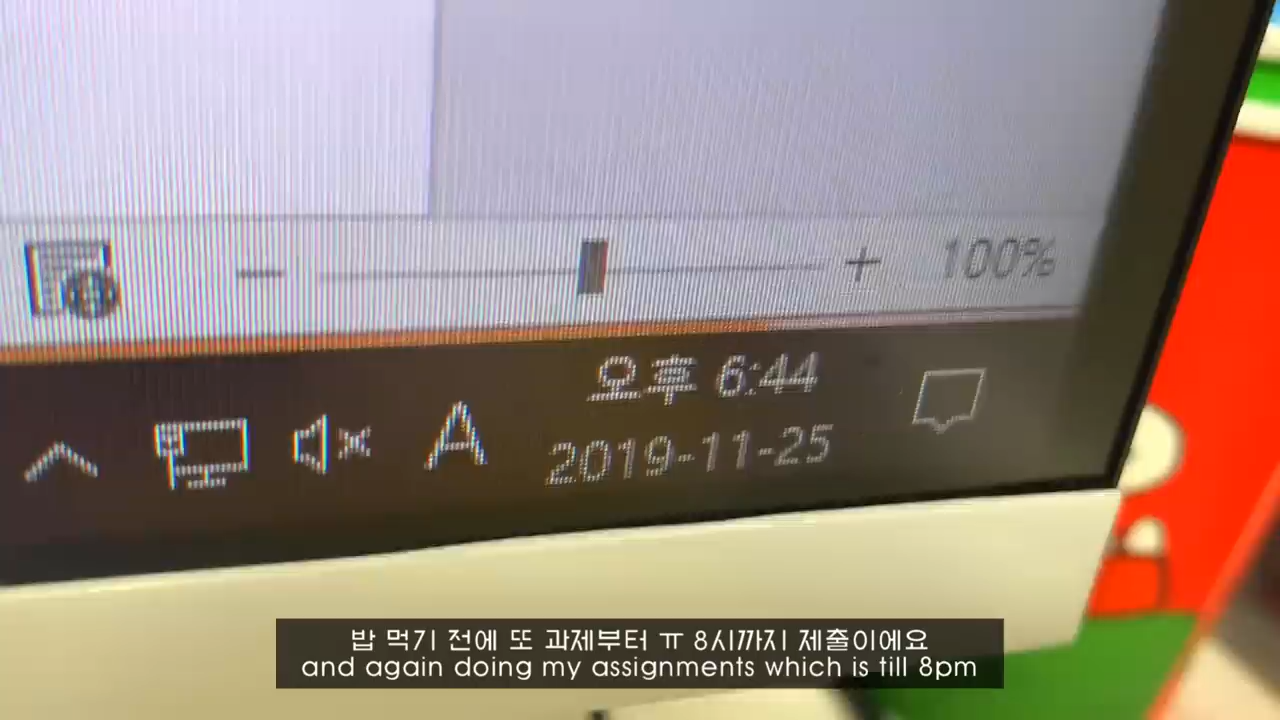 100%
오후 6:44
A
2019-11-25
밥 먹기 전에 또 과제부터 ㅠ 8시까지 제출이에요
and again doing my assignments which is till 8pm